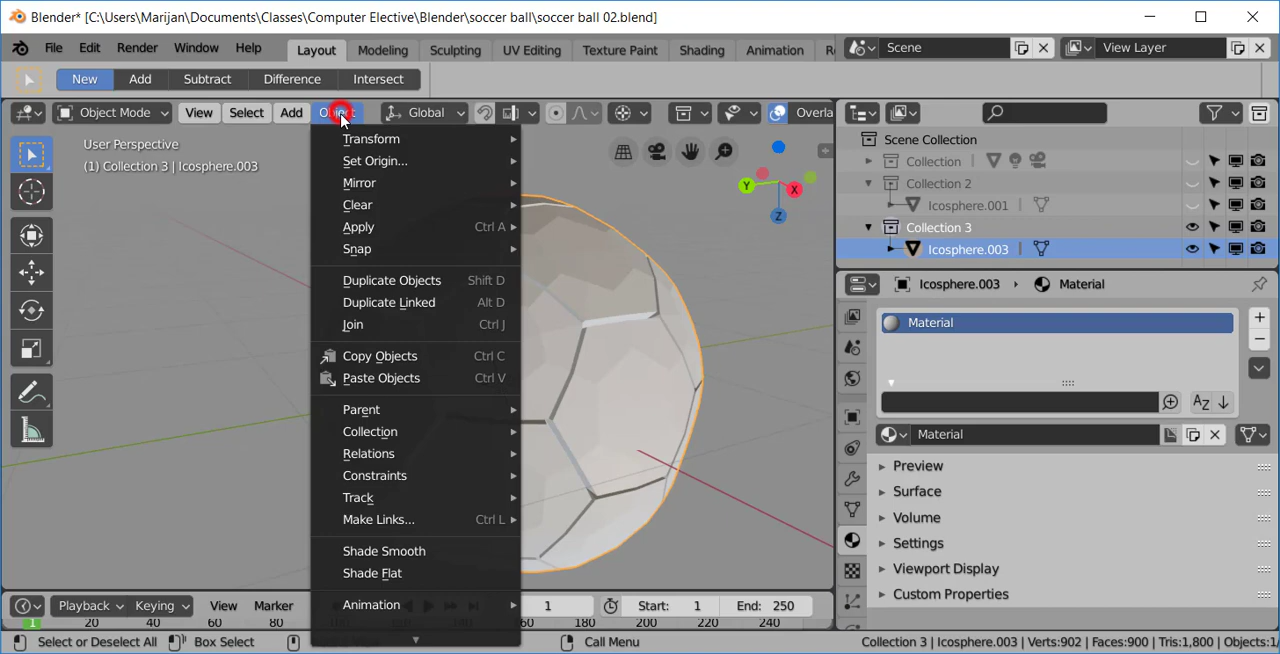 Blender* [C:\Users\Marijan\Documents\Classes\Computer Elective\Blender\soccer ball\soccer ball 02.blend]
File Edit Render Window Help Layout Modeling Sculpting UV Editing Texture Paint Shading Animation R Scene View Layer
New Add Subtract Difference Intersect
Object Mode View Select Add Global Overla
User Perspective
(1) Collection 3 | Icosphere.003
Transform
Set Origin...
Mirror
Clear
Apply Ctrl A
Snap
Duplicate Objects Shift D
Duplicate Linked Alt D
Join Ctrl J
Copy Objects Ctrl C
Paste Objects Ctrl V
Parent
Collection
Relations
Constraints
Track
Make Links... Ctrl L
Shade Smooth
Shade Flat
Animation
Y X
Z
Scene Collection
Collection
Collection 2
Icosphere.001
Collection 3
Icosphere.003
Icosphere.003 Material
Material
AZ
Material
Preview
Surface
Volume
Settings
Viewport Display
Custom Properties
Playback Keying View Marker 1 Start: 1 End: 250
1 20 40 60 80 160 180 200 220 240
Select or Deselect All Box Select Call Menu Collection 3 | Icosphere.003 | Verts:902 | Faces:900 | Tris:1,800 | Objects:1/